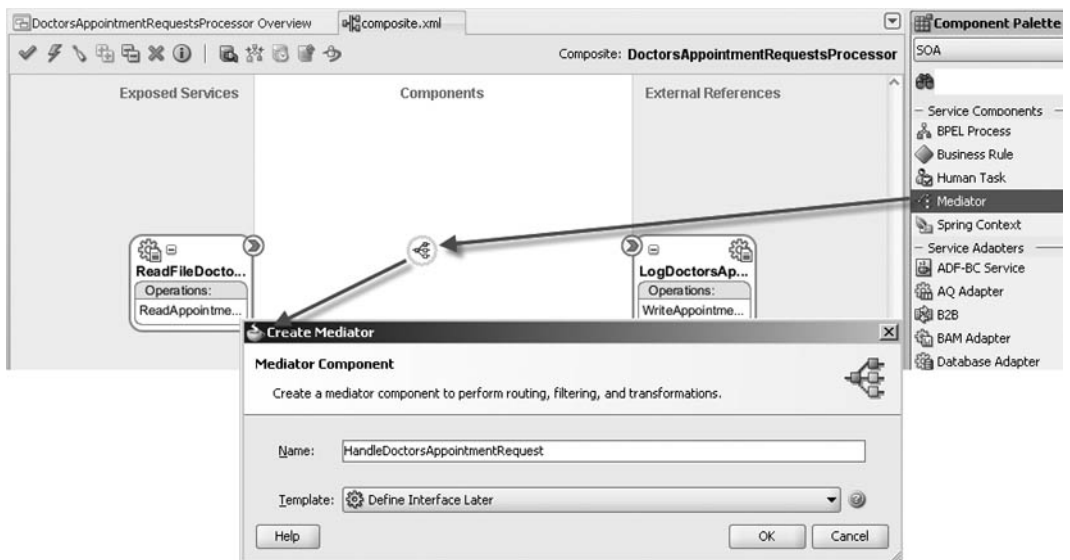 DoctorsAppointmentRequestsProcessor Overview
composite.xml
Component Palette
Composite: DoctorsAppointmentRequestsProcessor
SOA
Exposed Services
Components
External References
Service Components
BPEL Process
Business Rule
Human Task
Mediator
Spring Context
Service Adapters
ADF-BC Service
AQ Adapter
B2B
BAM Adapter
Database Adapter
ReadFileDocto...
Operations:
ReadAppointme...
LogDoctorsAp...
Operations:
WriteAppointme...
Create Mediator
Mediator Component
Create a mediator component to perform routing, filtering, and transformations.
Name: HandleDoctorsAppointmentRequest
Template: Define Interface Later
Help OK Cancel